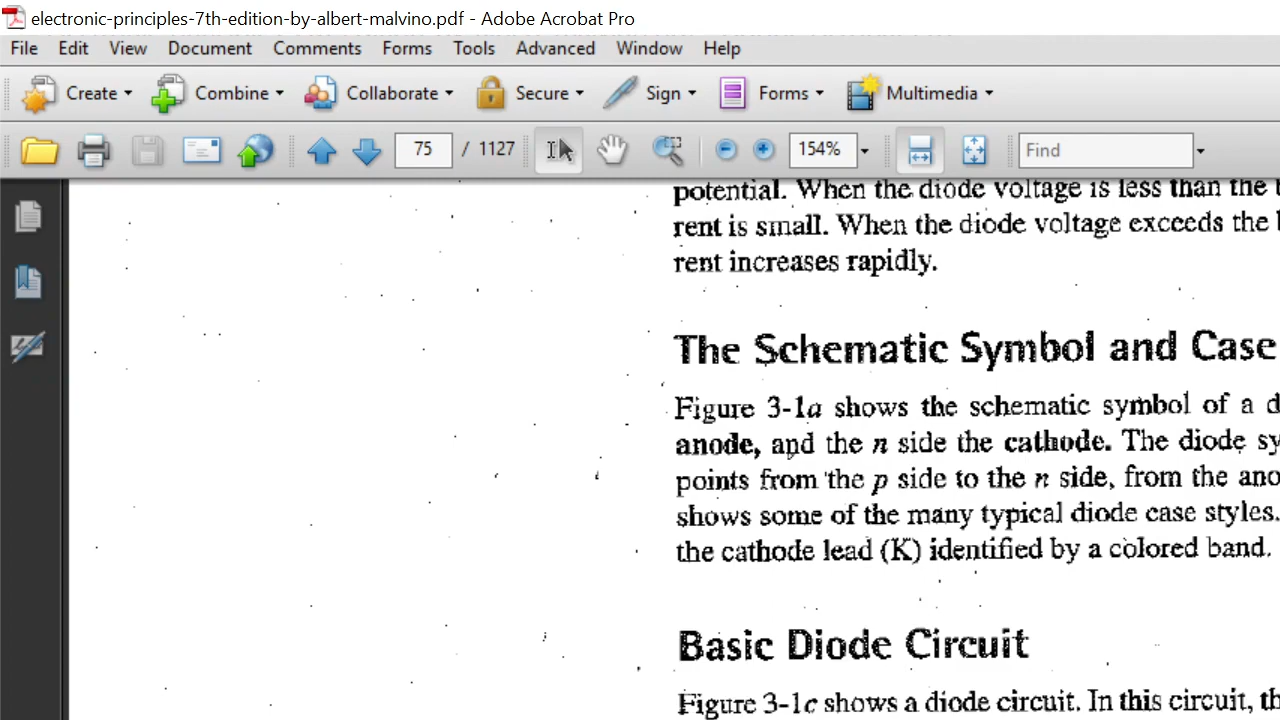 electronic-principles-7th-edition-by-albert-malvino.pdf - Adobe Acrobat Pro
File Edit View Document Comments Forms Tools Advanced Window Help
Create Combine Collaborate Secure Sign Forms Multimedia
75 / 1127 154% Find
potential. When the diode voltage is less than the
rent is small. When the diode voltage exceeds the
rent increases rapidly.
The Schematic Symbol and Case
Figure 3-1a shows the schematic symbol of a
anode, and the n side the cathode. The diode
points from the p side to the n side, from the
shows some of the many typical diode case styles.
the cathode lead (K) identified by a colored band.
Basic Diode Circuit
Figure 3-1c shows a diode circuit. In this circuit,